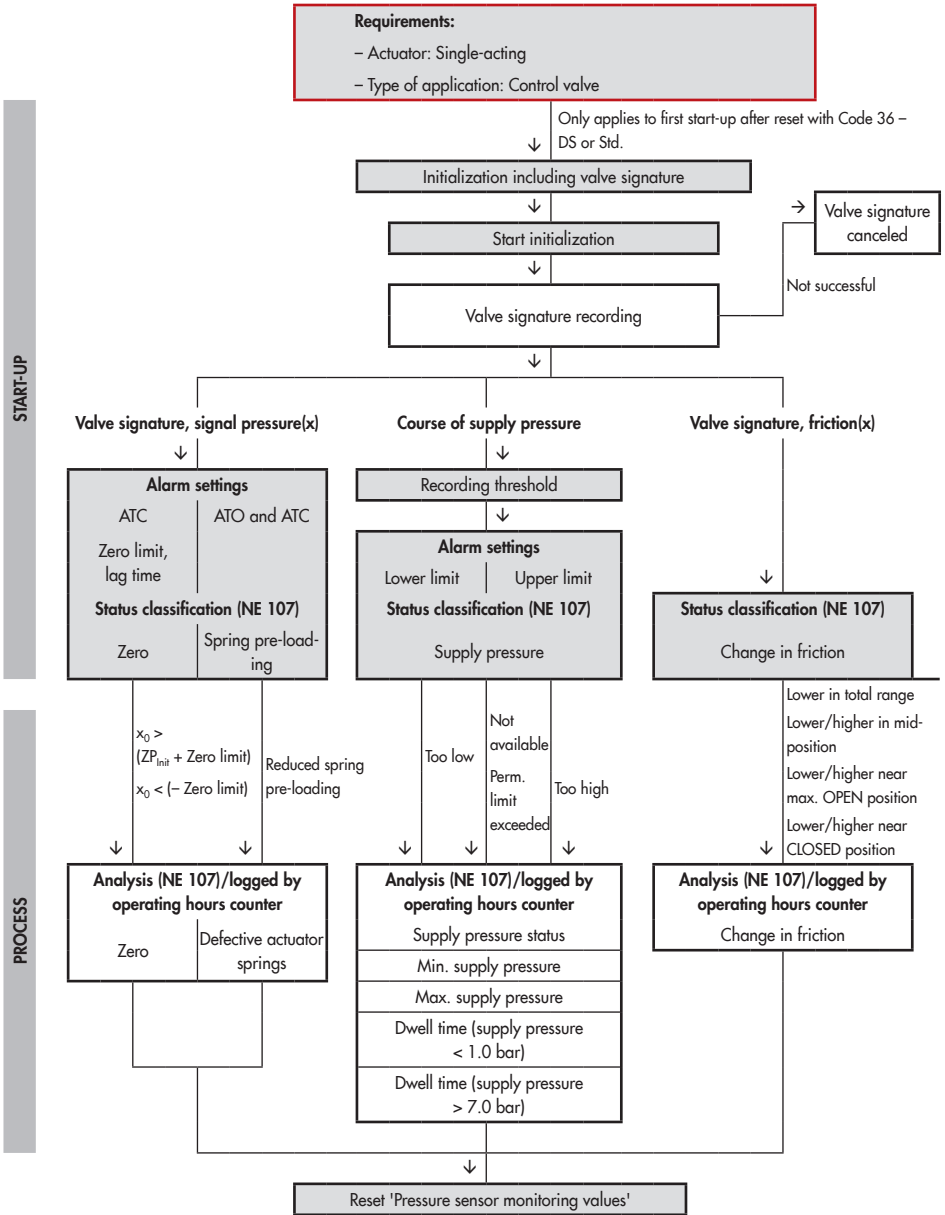 Requirements:
– Actuator: Single-acting
– Type of application: Control valve
Only applies to first start-up after reset with Code 36 –
DS or Std.
Initialization including valve signature
Start initialization
Valve signature
canceled
Not successful
Valve signature recording
START-UP
Valve signature, signal pressure(x)
Course of supply pressure
Valve signature, friction(x)
Alarm settings
ATC
ATO and ATC
Zero limit,
lag time
Status classification (NE 107)
Zero
Spring pre-load-
ing
Recording threshold
Alarm settings
Lower limit
Upper limit
Status classification (NE 107)
Supply pressure
Status classification (NE 107)
Change in friction
PROCESS
x0 >
(ZPInit + Zero limit)
x0 < (– Zero limit)
Reduced spring
pre-loading
Too low
Not
available
Perm.
limit
exceeded
Too high
Lower in total range
Lower/higher in mid-
position
Lower/higher near
max. OPEN position
Lower/higher near
CLOSED position
Analysis (NE 107)/logged by
operating hours counter
Zero
Defective actuator
springs
Analysis (NE 107)/logged by
operating hours counter
Supply pressure status
Min. supply pressure
Max. supply pressure
Dwell time (supply pressure
< 1.0 bar)
Dwell time (supply pressure
> 7.0 bar)
Analysis (NE 107)/logged by
operating hours counter
Change in friction
Reset 'Pressure sensor monitoring values'